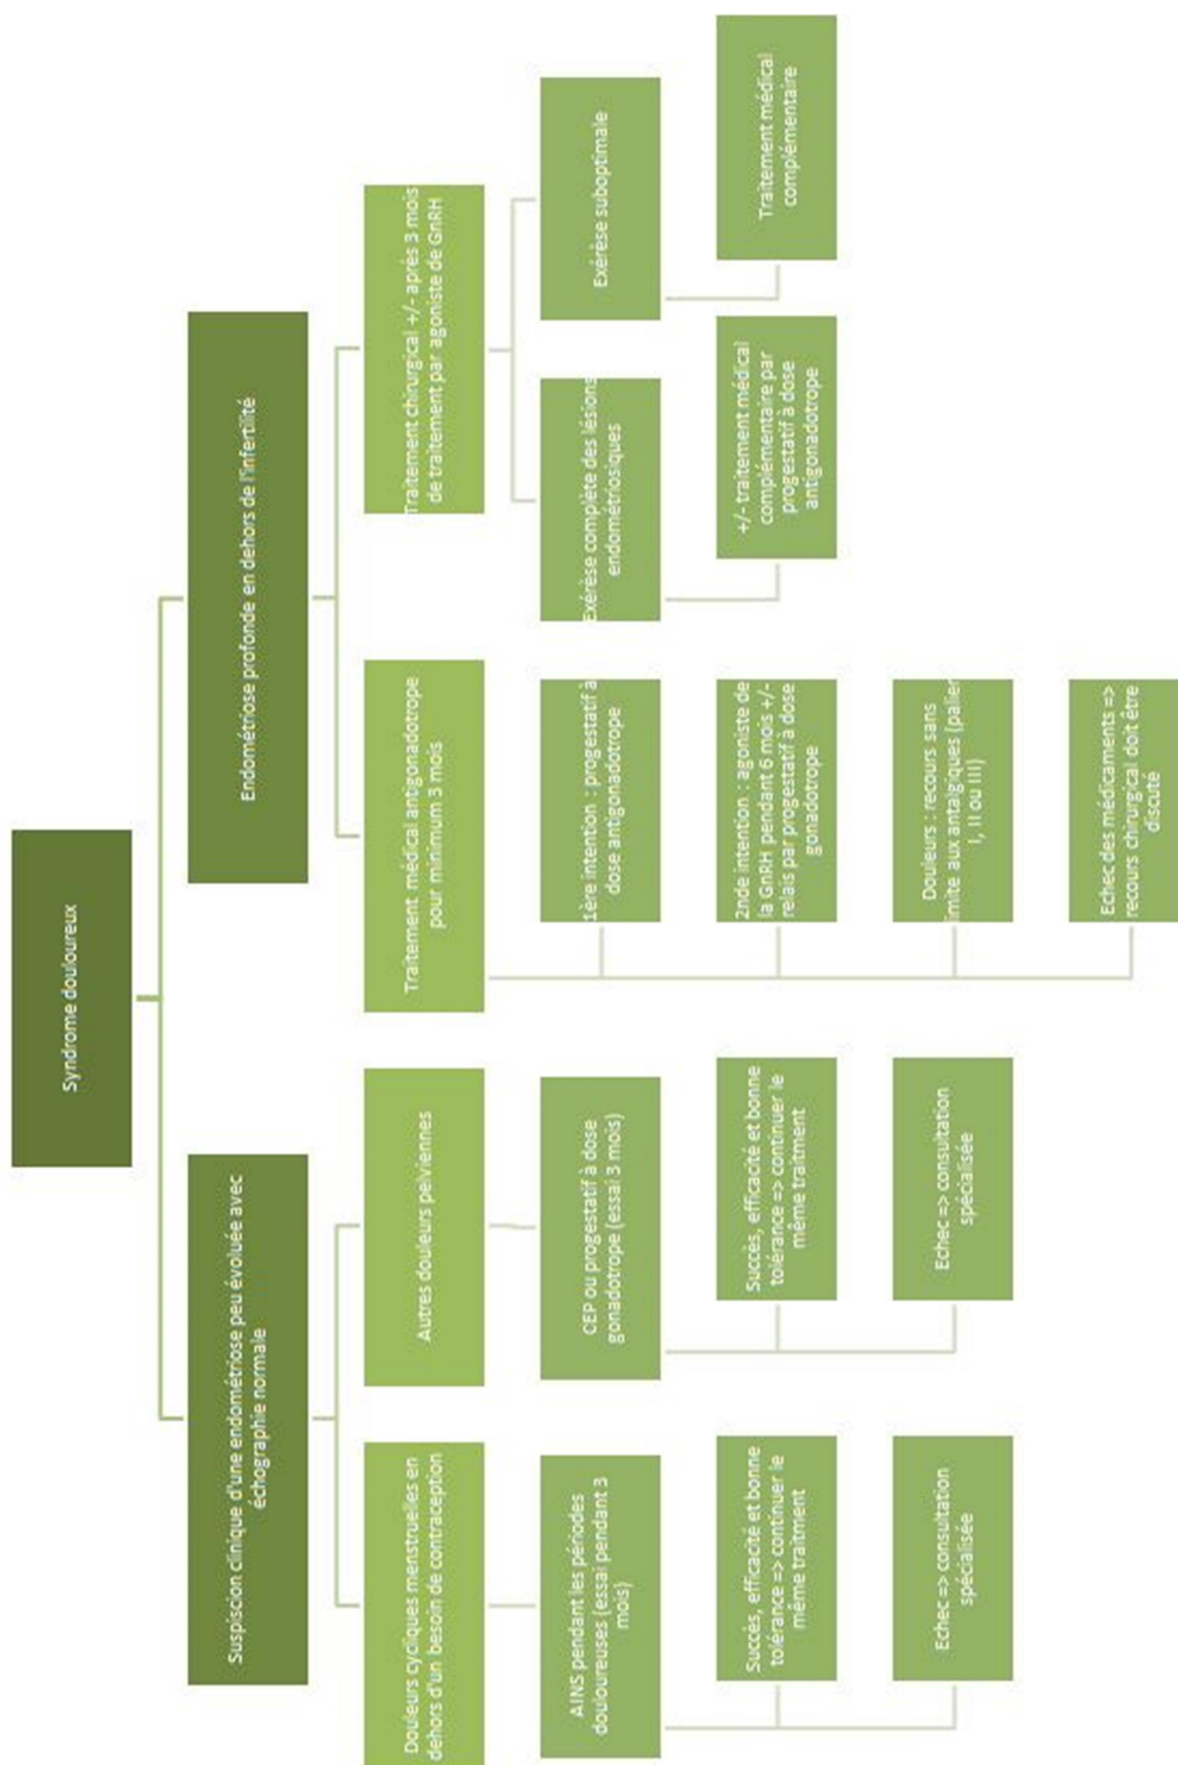 Syndrome douloureux
Suspiscion clinique d'une endométriose peu évoluée avec
échographie normale
Douleurs cycliques menstruelles en
dehors d'un besoin de contraception
AINS pendant les périodes
douloureuses (essai pendant 3
mois)
Succès, efficacité et bonne
tolérance => continuer le
même traitment
Echec => consultation
spécialisée
Autres douleurs pelviennes
CEP ou progestatif à dose
gonadotrope (essai 3 mois)
Succès, efficacité et bonne
tolérance => continuer le
même traitment
Echec => consultation
spécialisée
Endométriose profonde en dehors de l'infertilité
Traitement médical antigonadotrope
pour minimum 3 mois
1ère intention : progestatif à
dose antigonadotrope
2nde intention : agoniste de
la GnRH pendant 6 mois +/-
relais par progestatif à dose
gonadotrope
Douleurs : recours sans
limite aux antalgiques (palier
I, II ou III)
Echec des médicaments =>
recours chirurgical doit être
discuté
Traitement chirurgical +/- après 3 mois
de traitement par agoniste de GnRH
Exérèse complète des lésions
endométriosiques
+/- traitement médical
complémentaire par
progestatif à dose
antigonadotrope
Exérèse suboptimale
Traitement médical
complémentaire